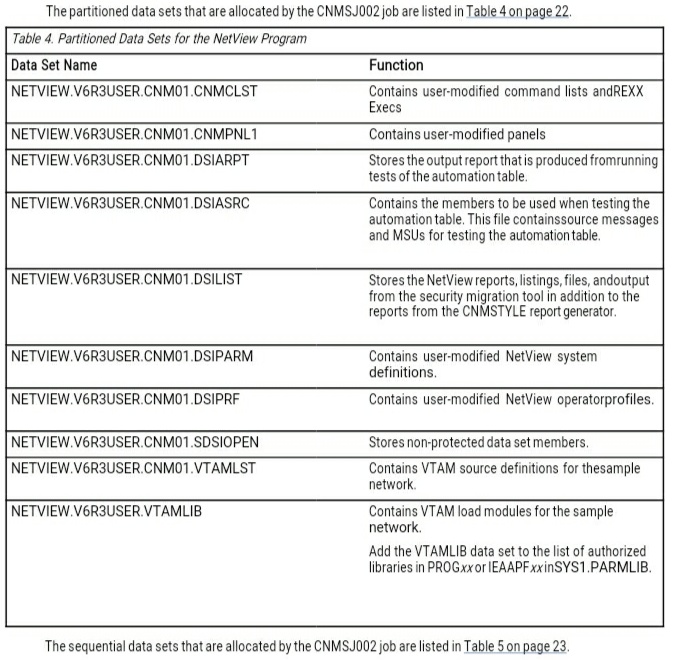 The partitioned data sets that are allocated by the CNMSJ002 job are listed in Table 4 on page 22.
Table 4. Partitioned Data Sets for the NetView Program
Data Set Name Function
NETVIEW.V6R3USER.CNM01.CNMCLST Contains user-modified command lists andREXX
Execs
NETVIEW.V6R3USER.CNM01.CNMPNL1 Contains user-modified panels
NETVIEW.V6R3USER.CNM01.DSIARPT Stores the output report that is produced fromrunning
tests of the automation table.
NETVIEW.V6R3USER.CNM01.DSIASRC Contains the members to be used when testing the
automation table. This file containssource messages
and MSUs for testing the automation table.
NETVIEW.V6R3USER.CNM01.DSILIST Stores the NetView reports, listings, files, andoutput
from the security migration tool in addition to the
reports from the CNMSTYLE report generator.
NETVIEW.V6R3USER.CNM01.DSIPARM Contains user-modified NetView system
definitions.
NETVIEW.V6R3USER.CNM01.DSIPRF Contains user-modified NetView operatorprofiles.
NETVIEW.V6R3USER.CNM01.SDSIOPEN Stores non-protected data set members.
NETVIEW.V6R3USER.CNM01.VTAMLST Contains VTAM source definitions for thesample
network.
NETVIEW.V6R3USER.VTAMLIB Contains VTAM load modules for the sample
network.
Add the VTAMLIB data set to the list of authorized
libraries in PROGxx or IEAAPFxxinSYS1.PARMLIB.
The sequential data sets that are allocated by the CNMSJ002 job are listed in Table 5 on page 23.